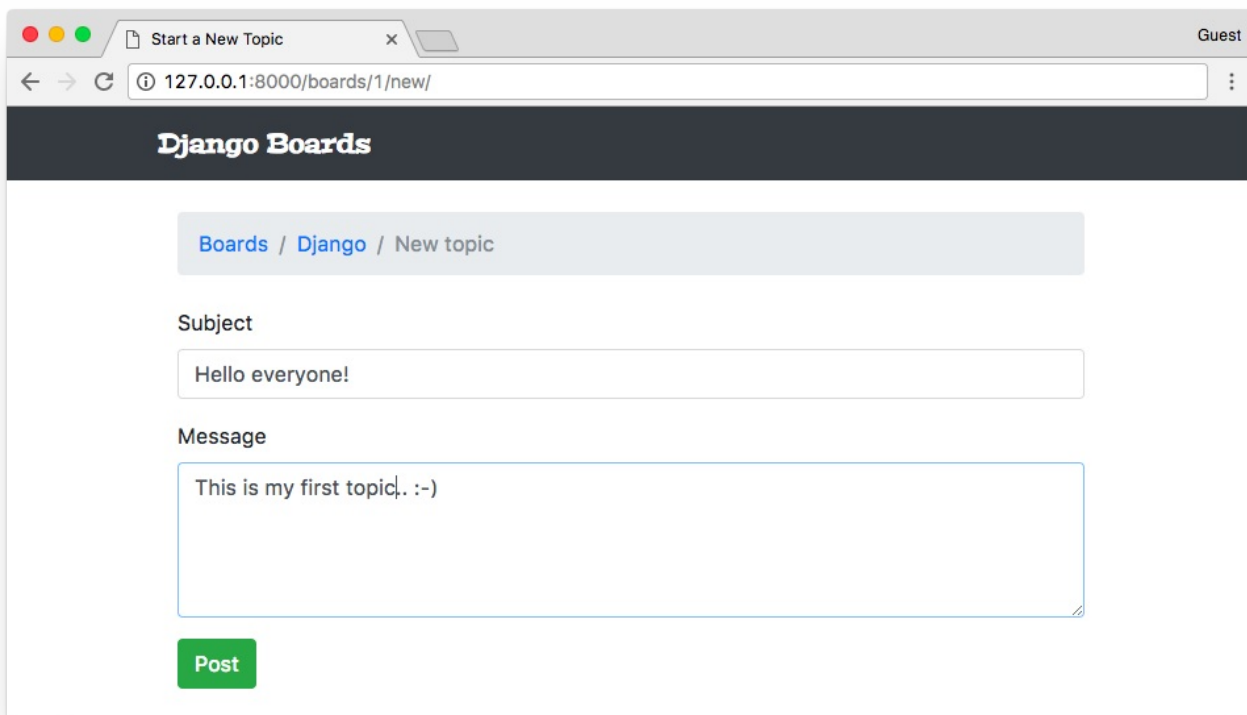 Start a New Topic
Guest
127.0.0.1:8000/boards/1/new/
Django Boards
Boards / Django / New topic
Subject
Hello everyone!
Message
This is my first topic.. :-)
Post